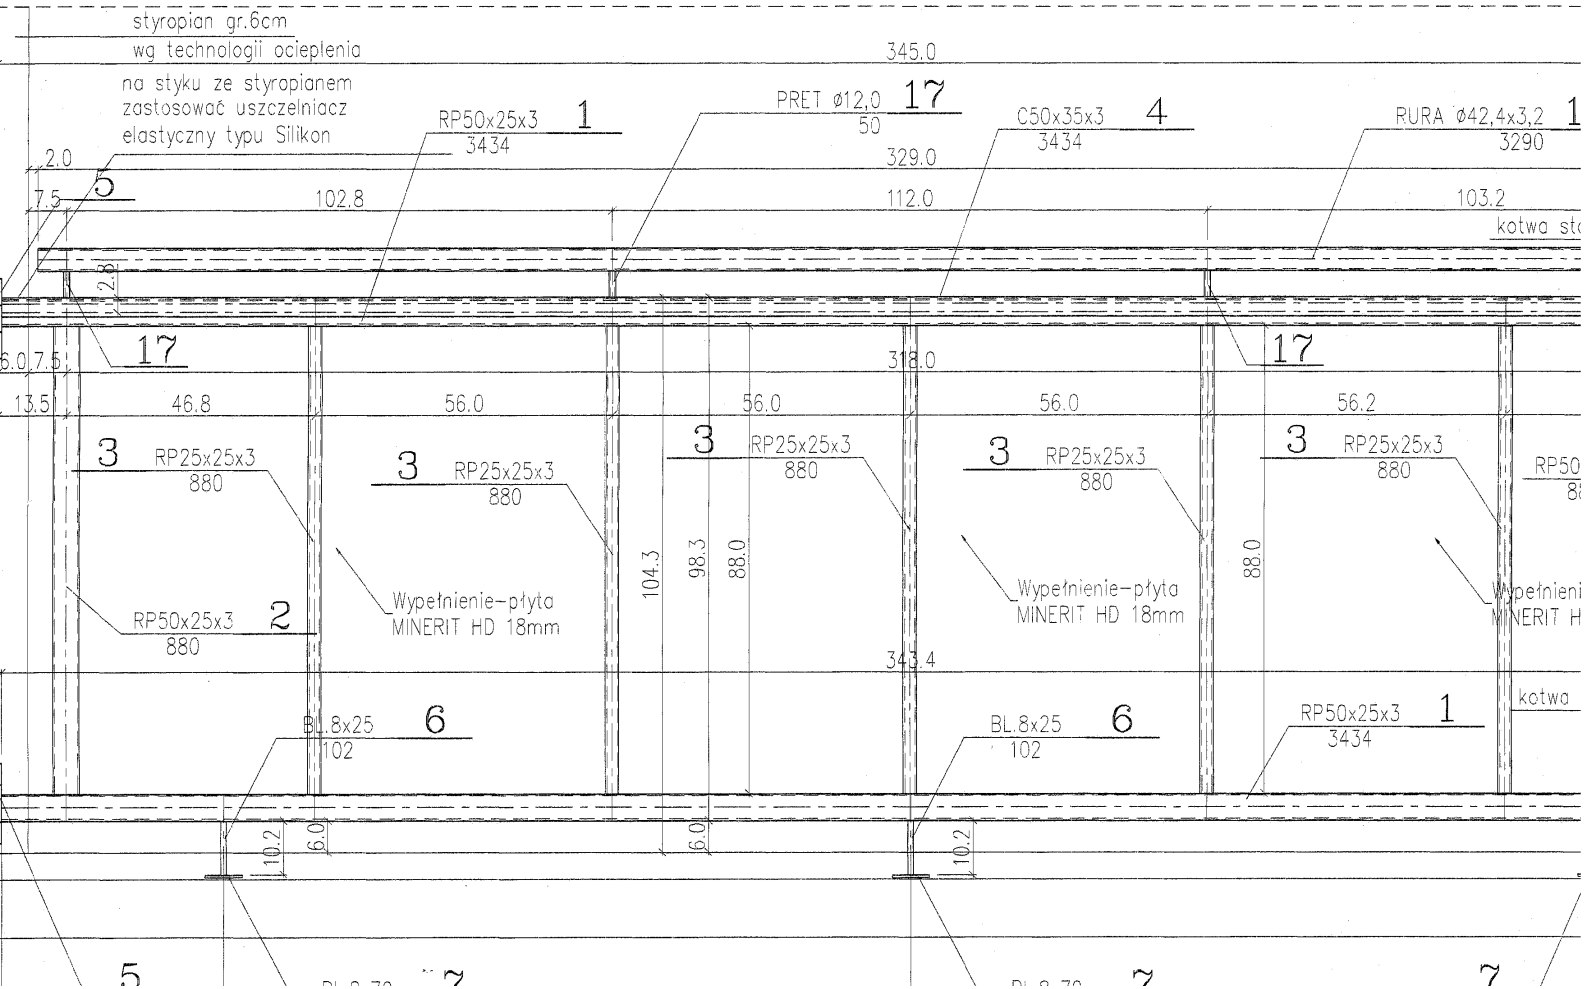 styropian gr.6cm
wg technologii ocieplenia
na styku ze styropianem
zastosować uszczelniacz
elastyczny typu Silikon
345.0
RP50x25x3 1
3434
PRET ø12,0 17
50
C50x35x3 4
3434
RURA ø42,4x3,2 1
3290
2.0
329.0
5
7.5
102.8
112.0
103.2
kotwa
2.8
17
17
6.0
7.5
318.0
13.5
46.8
56.0
56.0
56.0
56.2
3 RP25x25x3
880
3 RP25x25x3
880
3 RP25x25x3
880
3 RP25x25x3
880
3 RP25x25x3
880
RP50
104.3
98.3
88.0
88.0
Wypełnienie-płyta
MINERIT HD 18mm
Wypełnienie-płyta
MINERIT HD 18mm
Wypełnieni
MINERIT H
RP50x25x3 2
880
343.4
BL.8x25 6
102
BL.8x25 6
102
RP50x25x3 1
3434
kotwa
10.2
6.0
6.0
10.2
5
7
7
7